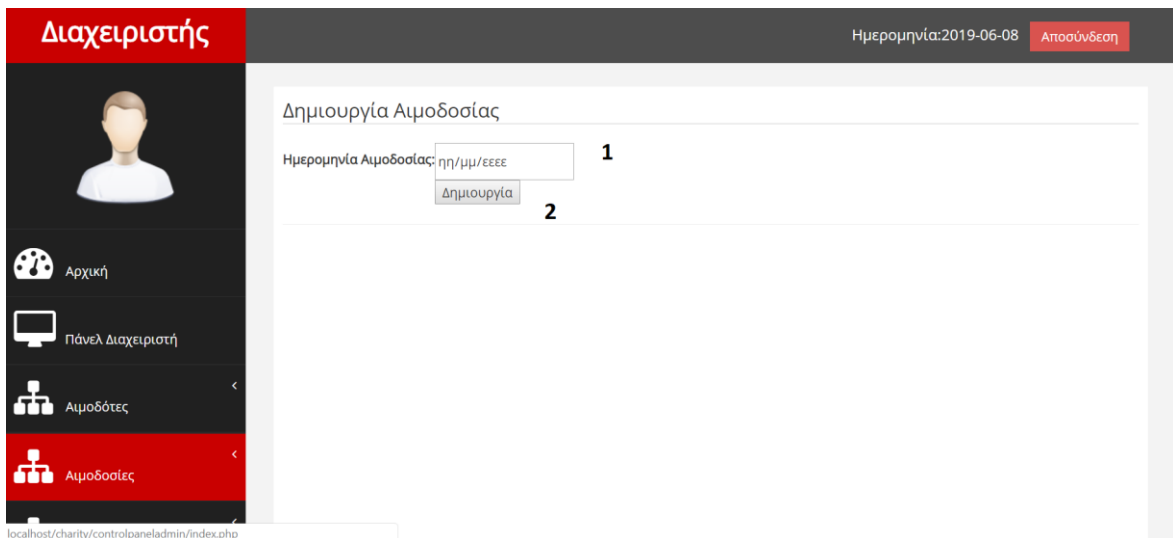 Διαχειριστής
Ημερομηνία:2019-06-08 Αποσύνδεση
Δημιουργία Αιμοδοσίας
Ημερομηνία Αιμοδοσίας: ηη/μμ/εεεε 1
Δημιουργία
2
Αρχική
Πάνελ Διαχειριστή
Αιμοδότες
Αιμοδοσίες
localhost/charity/controlpaneladmin/index.php